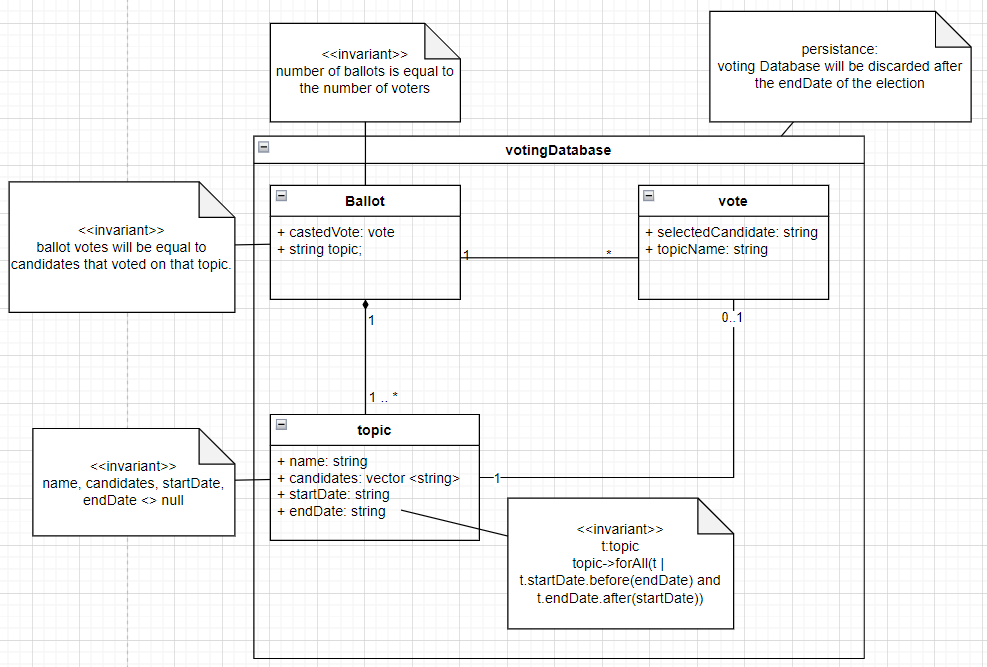 <<invariant>>
number of ballots is equal to
the number of voters
persistance:
voting Database will be discarded after
the endDate of the election
votingDatabase
<<invariant>>
ballot votes will be equal to
candidates that voted on that topic.
Ballot
+ castedVote: vote
+ string topic;
vote
+ selectedCandidate: string
+ topicName: string
1
*
1
0..1
1 .. *
<<invariant>>
name, candidates, startDate,
endDate <> null
topic
+ name: string
+ candidates: vector <string>
+ startDate: string
+ endDate: string
1
<<invariant>>
t:topic
topic->forAll(t |
t.startDate.before(endDate) and
t.endDate.after(startDate))